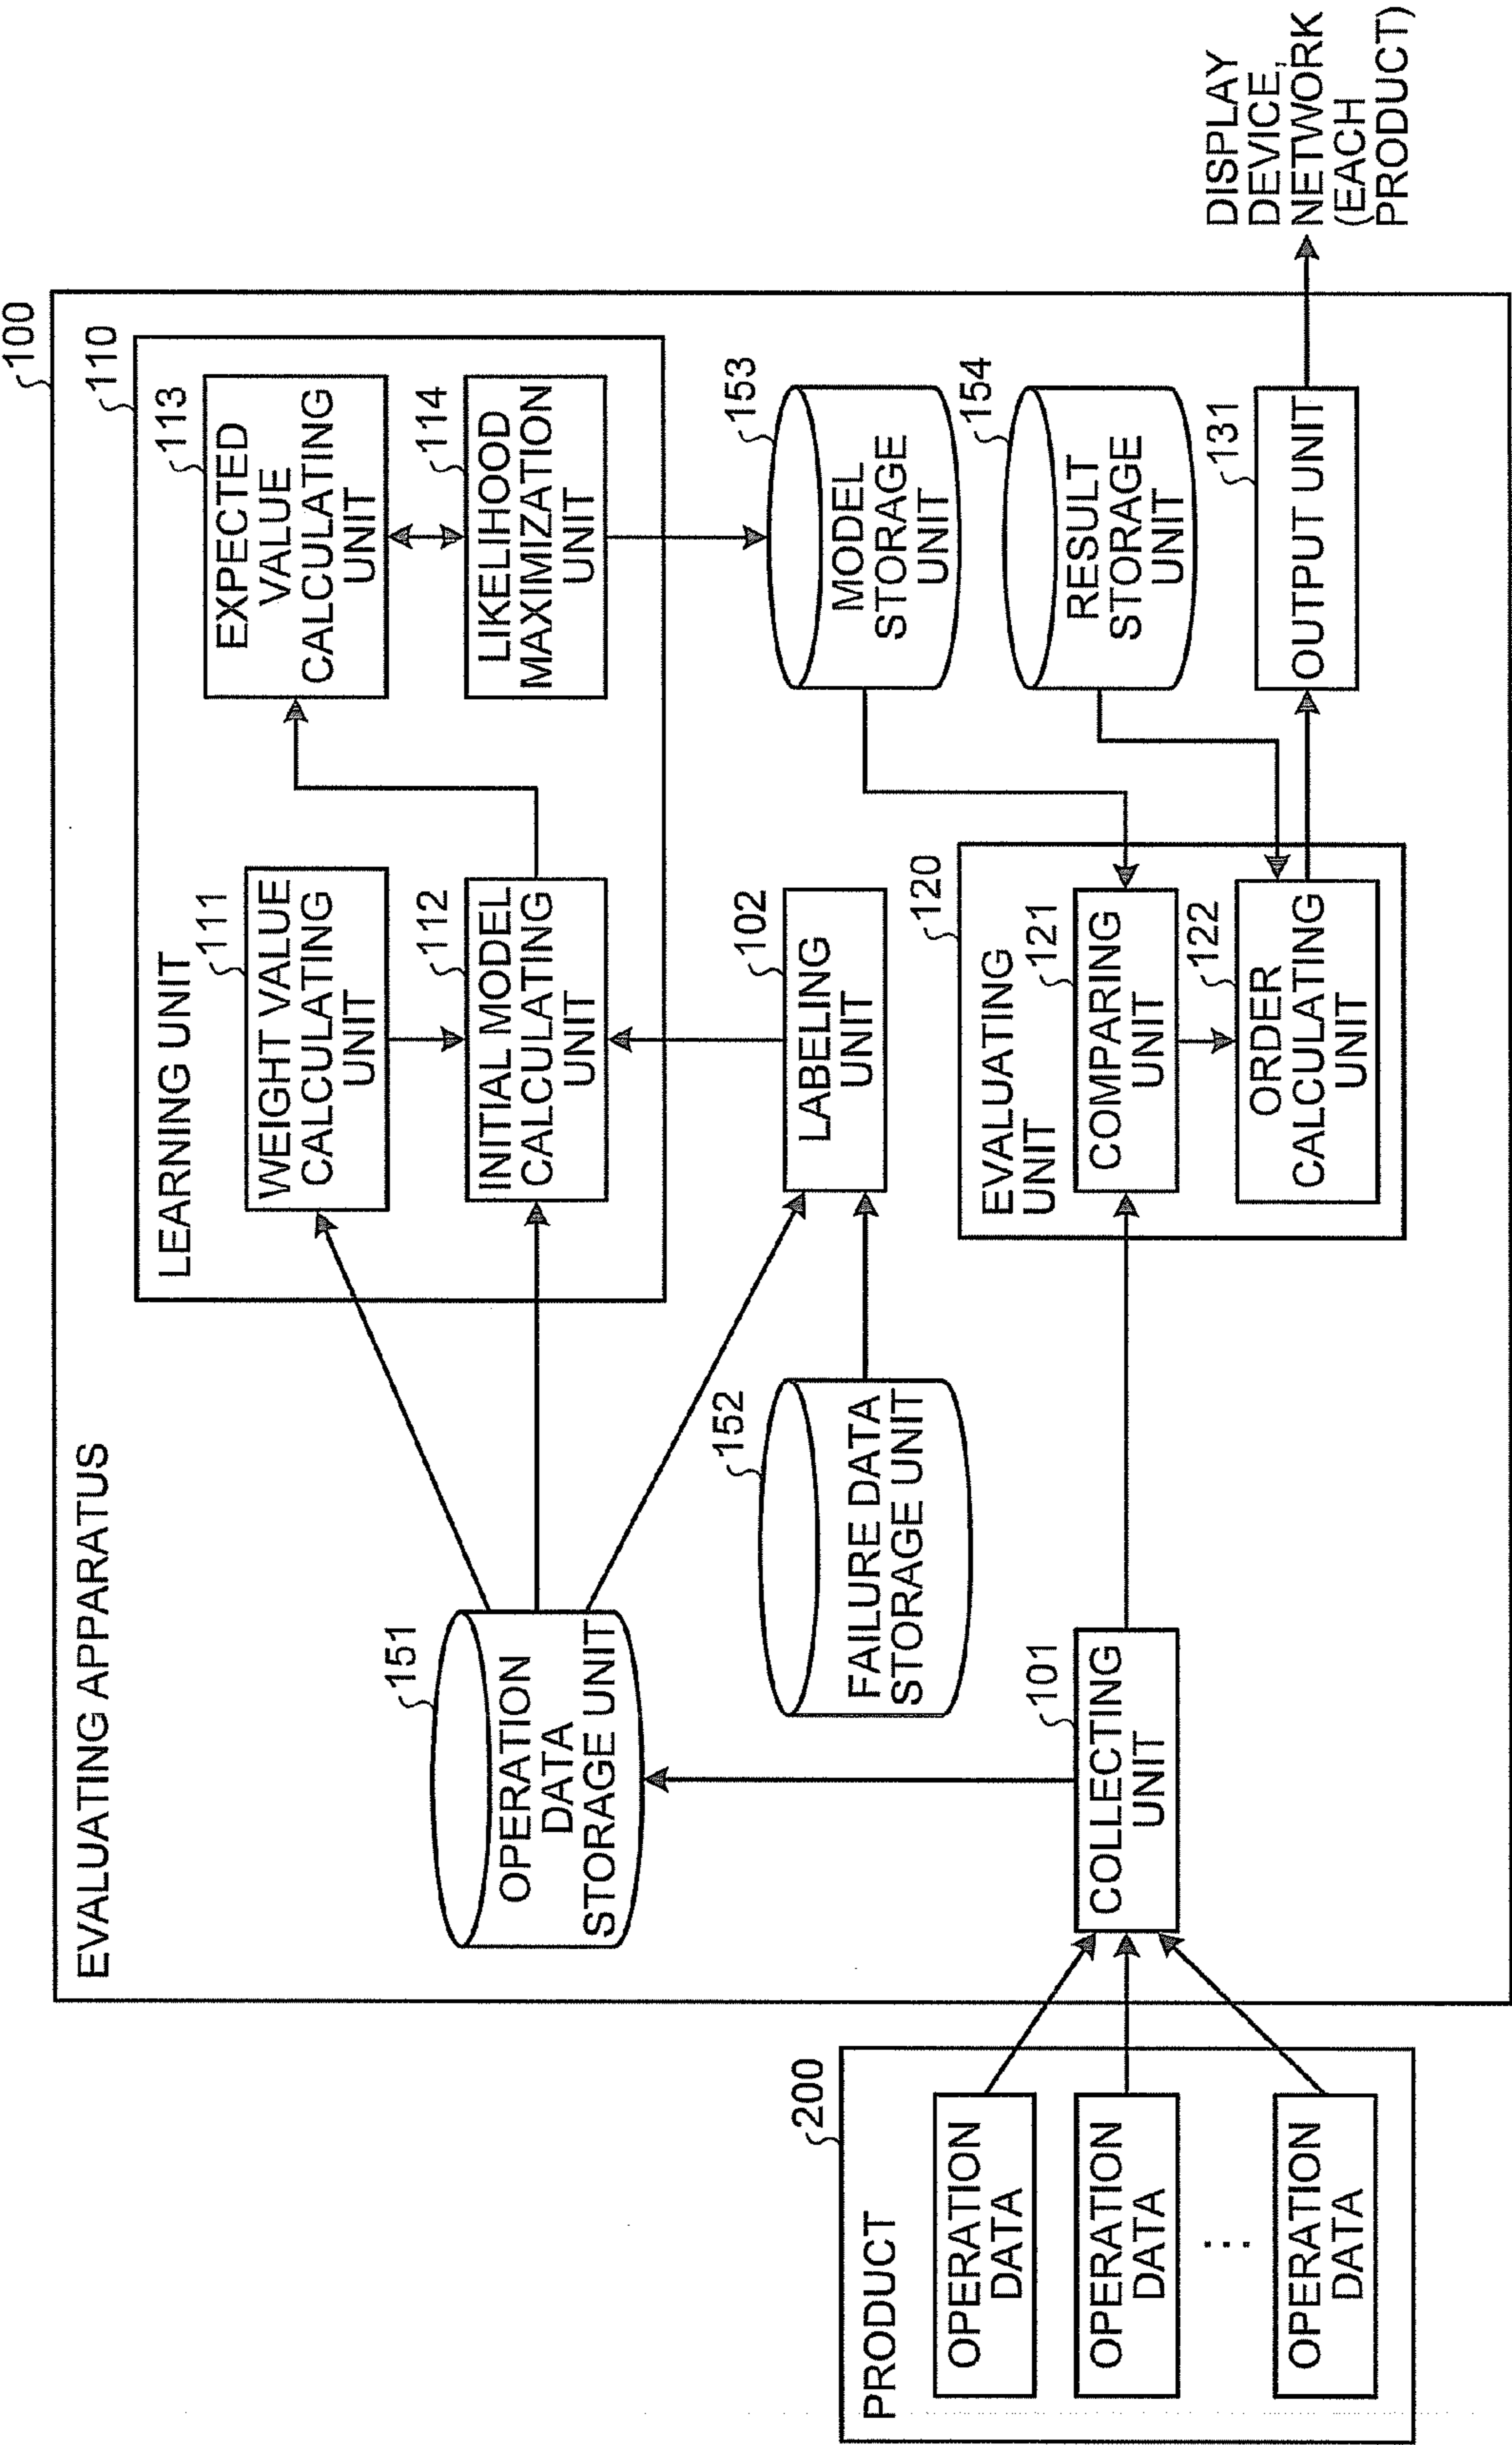 100
EVALUATING APPARATUS
110
LEARNING UNIT
111
WEIGHT VALUE
CALCULATING
UNIT
113
EXPECTED
VALUE
CALCULATING
UNIT
112
INITIAL MODEL
CALCULATING
UNIT
114
LIKELIHOOD
MAXIMIZATION
UNIT
151
OPERATION
DATA
STORAGE UNIT
152
FAILURE DATA
STORAGE UNIT
102
LABELING
UNIT
153
MODEL
STORAGE
UNIT
154
RESULT
STORAGE
UNIT
200
PRODUCT
OPERATION
DATA
OPERATION
DATA
...
OPERATION
DATA
101
COLLECTING
UNIT
120
EVALUATING
UNIT
121
COMPARING
UNIT
122
ORDER
CALCULATING
UNIT
131
OUTPUT UNIT
DISPLAY
DEVICE,
NETWORK
(EACH
PRODUCT)